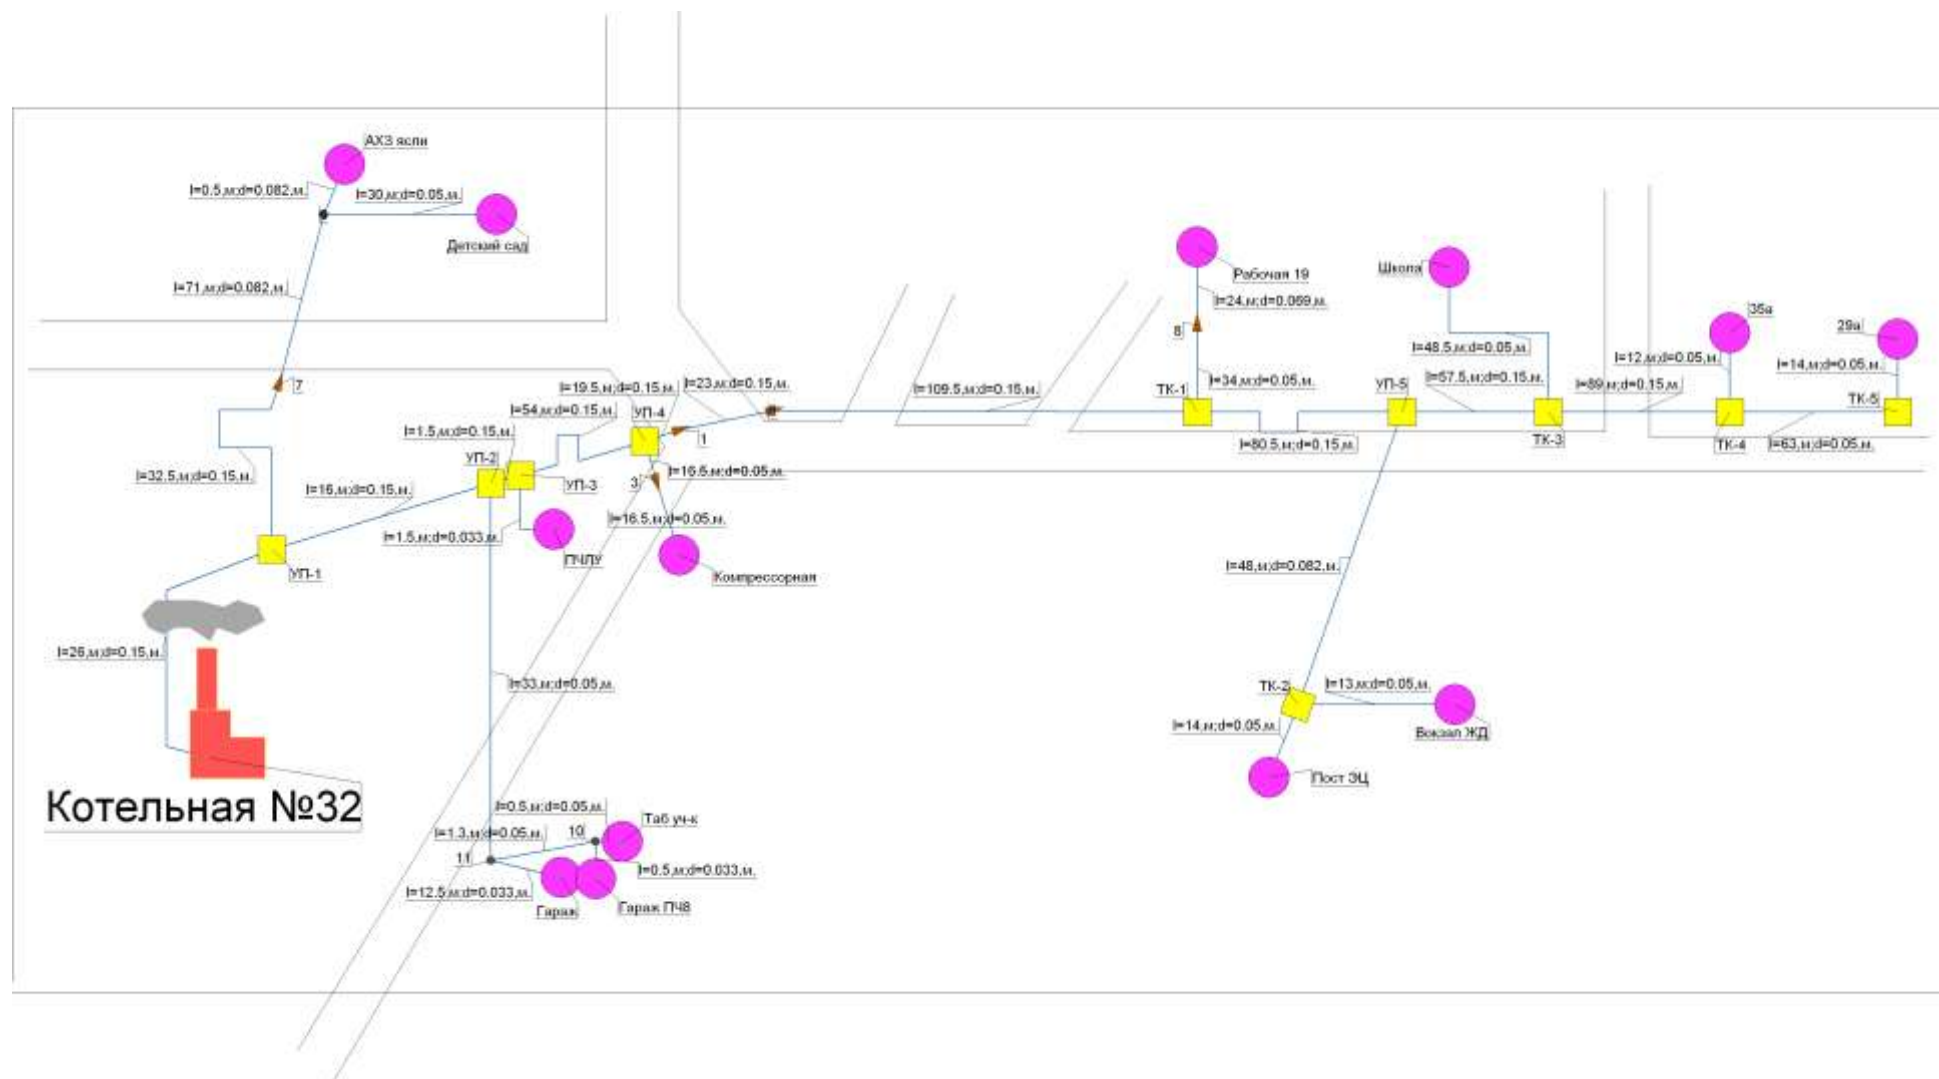 АХЗ ясли
l=0.5,м;d=0.082,м.
l=30,м;d=0.05,м.
Детский сад
l=71,м;d=0.082,м.
7
l=32.5,м;d=0.15,м.
УП-1
l=26,м;d=0.15,м.
Котельная №32
l=16,м;d=0.15,м.
УП-2
l=1.5,м;d=0.15,м.
УП-3
l=1.5,м;d=0.033,м.
ПЧЛУ
l=54,м;d=0.15,м.
l=19.5,м;d=0.15,м.
УП-4
l=23,м;d=0.15,м.
1
3
l=16.5,м;d=0.05,м.
l=16.5,м;d=0.05,м.
Компрессорная
l=33,м;d=0.05,м.
l=0.5,м;d=0.05,м.
Таб уч-к
l=1.3,м;d=0.05,м.
10
11
l=0.5,м;d=0.033,м.
l=12.5,м;d=0.033,м.
Гараж
Гараж ПЧ8
l=109.5,м;d=0.15,м.
Рабочая 19
l=24,м;d=0.069,м.
8
l=34,м;d=0.05,м.
ТК-1
l=80.5,м;d=0.15,м.
Школа
l=48.5,м;d=0.05,м.
УП-5
l=57.5,м;d=0.15,м.
ТК-3
l=89,м;d=0.15,м.
35а
l=12,м;d=0.05,м.
ТК-4
l=63,м;d=0.05,м.
29а
l=14,м;d=0.05,м.
ТК-5
l=48,м;d=0.082,м.
ТК-2
l=13,м;d=0.05,м.
Вокзал ЖД
l=14,м;d=0.05,м.
Пост ЭЦ